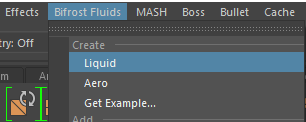 Effects Bifrost Fluids MASH Boss Bullet Cache
try: Off
Create
Liquid
Aero
Get Example...
Add